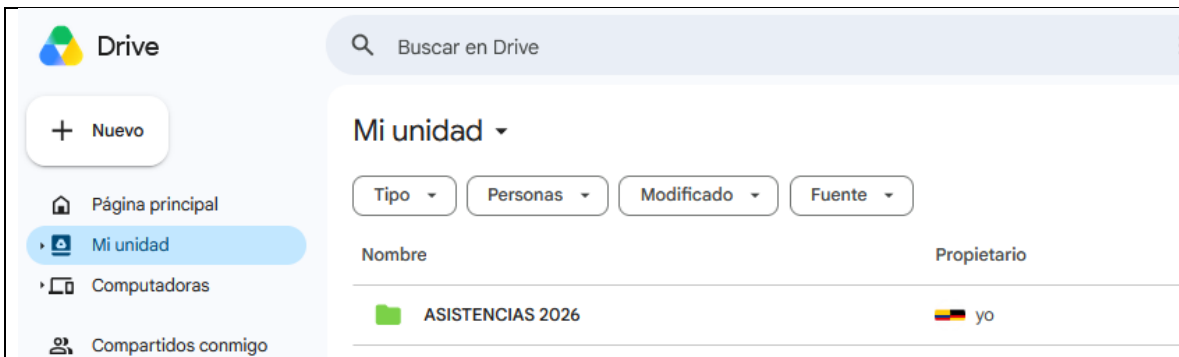 Drive
Buscar en Drive
Nuevo
Mi unidad
Tipo Personas Modificado Fuente
Página principal
Mi unidad
Computadoras
Compartidos conmigo
Nombre Propietario
ASISTENCIAS 2026 yo